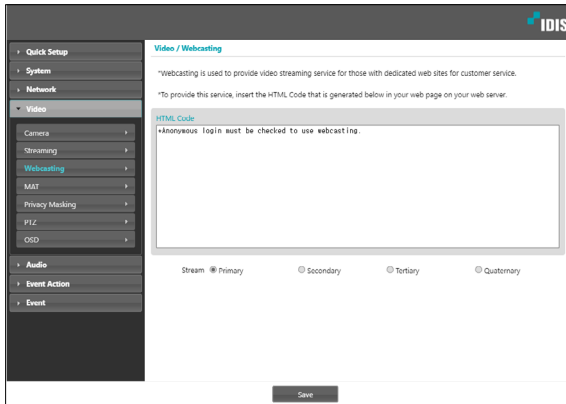 IDIS
Quick Setup
System
Network
Video
Camera
Streaming
Webcasting
MAT
Privacy Masking
PTZ
OSD
Audio
Event Action
Event
Video / Webcasting
*Webcasting is used to provide video streaming service for those with dedicated web sites for customer service.
*To provide this service, insert the HTML Code that is generated below in your web page on your web server.
HTML Code
*Anonymous login must be checked to use webcasting.
Stream Primary Secondary Tertiary Quaternary
Save